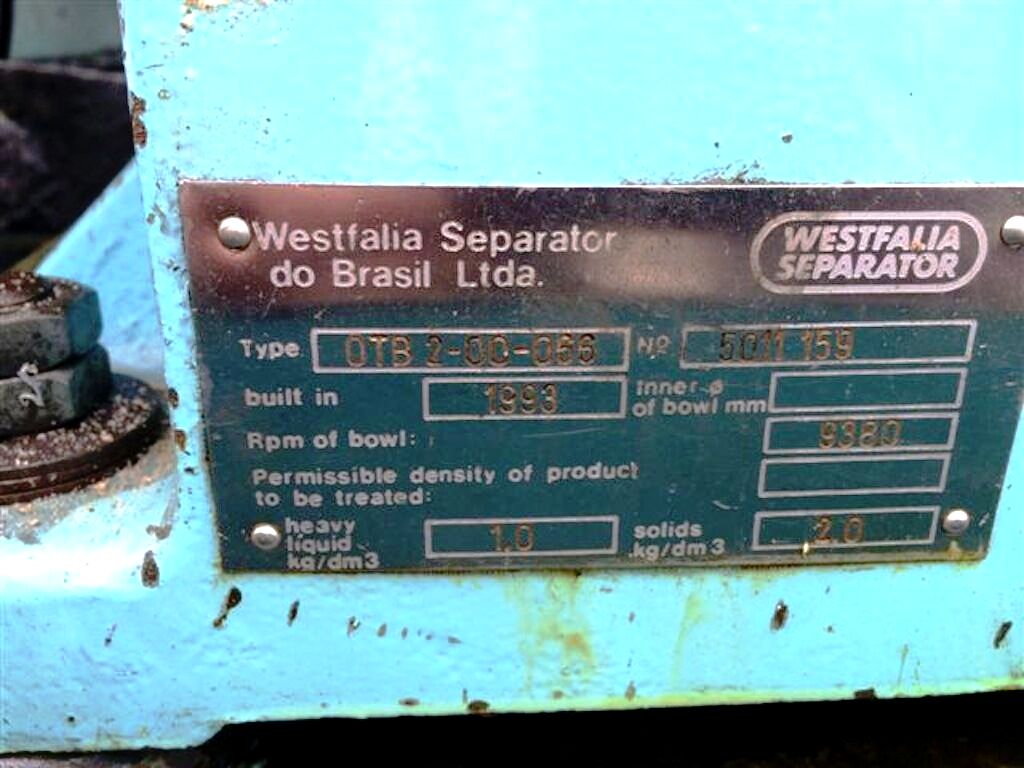 Westfalia Separator
do Brasil Ltda.
WESTFALIA
SEPARATOR
Type OTB 2-00-066 No 5011 159
built in 1993 inner ø
of bowl mm
Rpm of bowl: 9380
Permissible density of product
to be treated:
heavy
liquid
kg/dm3 1.0
solids
kg/dm3 2.0